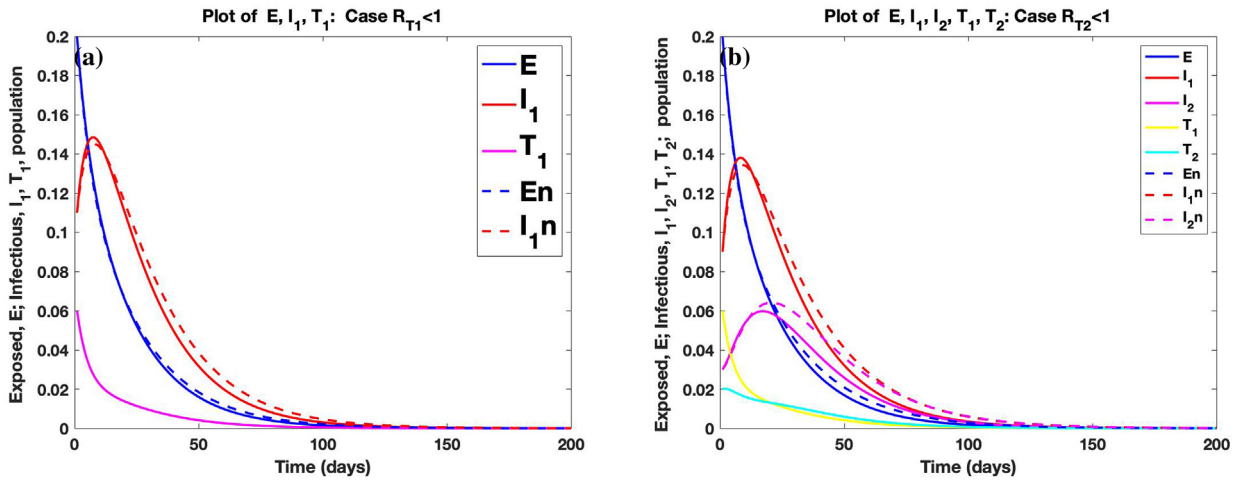 Plot of E, I1, T1: Case RT1<1
(a)
Exposed, E; Infectious, I1, T1, population
0.2
0.18
0.16
0.14
0.12
0.1
0.08
0.06
0.04
0.02
0
0
50
100
150
200
Time (days)
E
I1
T1
En
I1n
Plot of E, I1, I2, T1, T2: Case RT2<1
(b)
Exposed, E; Infectious, I1, I2, T1, T2; population
0.2
0.18
0.16
0.14
0.12
0.1
0.08
0.06
0.04
0.02
0
0
50
100
150
200
Time (days)
E
I1
I2
T1
T2
En
I1n
I2n